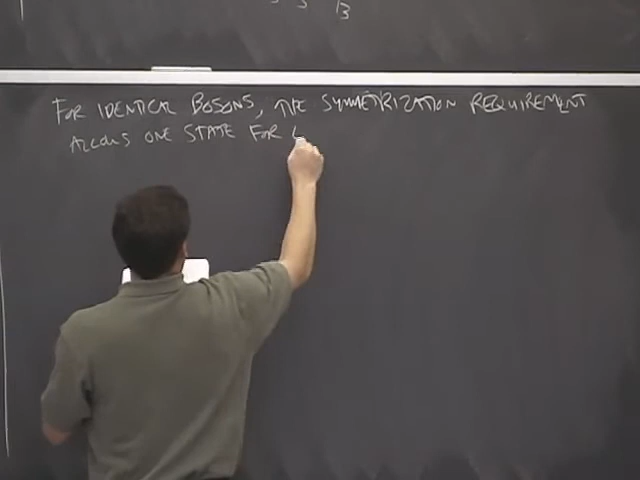 FOR IDENTICAL BOSONS, THE SYMMETRIZATION REQUIREMENT
ALLOWS ONE STATE FOR